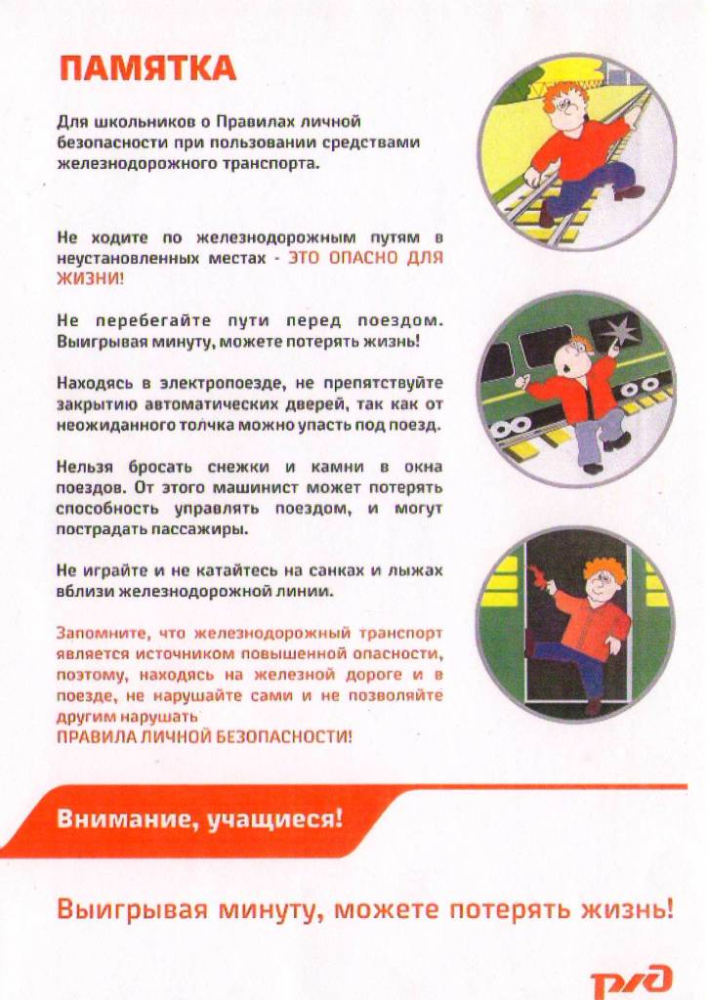 ПАМЯТКА
Для школьников о Правилах личной
безопасности при пользовании средствами
железнодорожного транспорта.
Не ходите по железнодорожным путям в
неустановленных местах - ЭТО ОПАСНО ДЛЯ
ЖИЗНИ!
Не перебегайте пути перед поездом.
Выигрывая минуту, можете потерять жизнь!
Находясь в электропоезде, не препятствуйте
закрытию автоматических дверей, так как от
неожиданного толчка можно упасть под поезд.
Нельзя бросать снежки и камни в окна
поездов. От этого машинист может потерять
способность управлять поездом, и могут
пострадать пассажиры.
Не играйте и не катайтесь на санках и лыжах
вблизи железнодорожной линии.
Запомните, что железнодорожный транспорт
является источником повышенной опасности,
поэтому, находясь на железной дороге и в
поезде, не нарушайте сами и не позволяйте
другим нарушать
ПРАВИЛА ЛИЧНОЙ БЕЗОПАСНОСТИ!
Внимание, учащиеся!
Выигрывая минуту, можете потерять жизнь!
РЖД